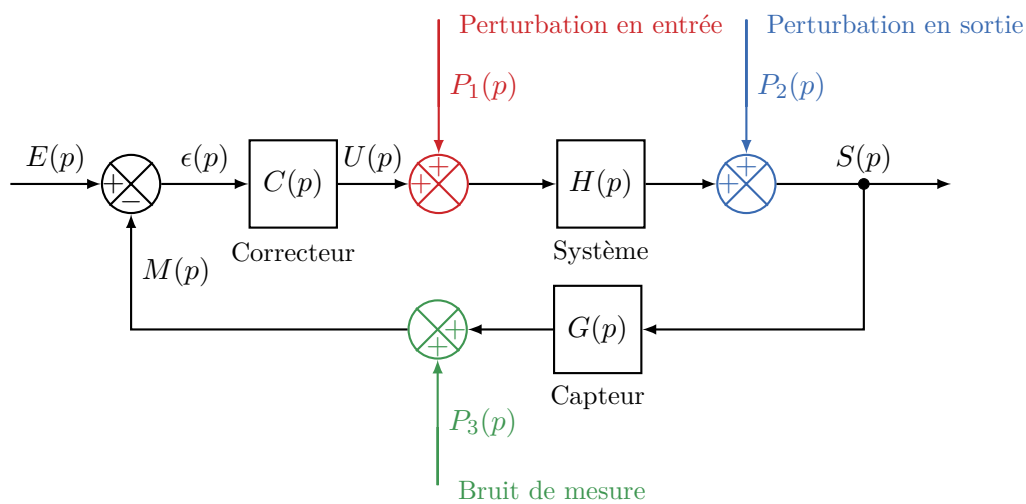 Perturbation en entrée
Perturbation en sortie
P₁(p)
P₂(p)
E(p)
ϵ(p)
C(p)
U(p)
H(p)
S(p)
+
−
+
+
+
+
Correcteur
Système
M(p)
G(p)
+
+
Capteur
P₃(p)
Bruit de mesure